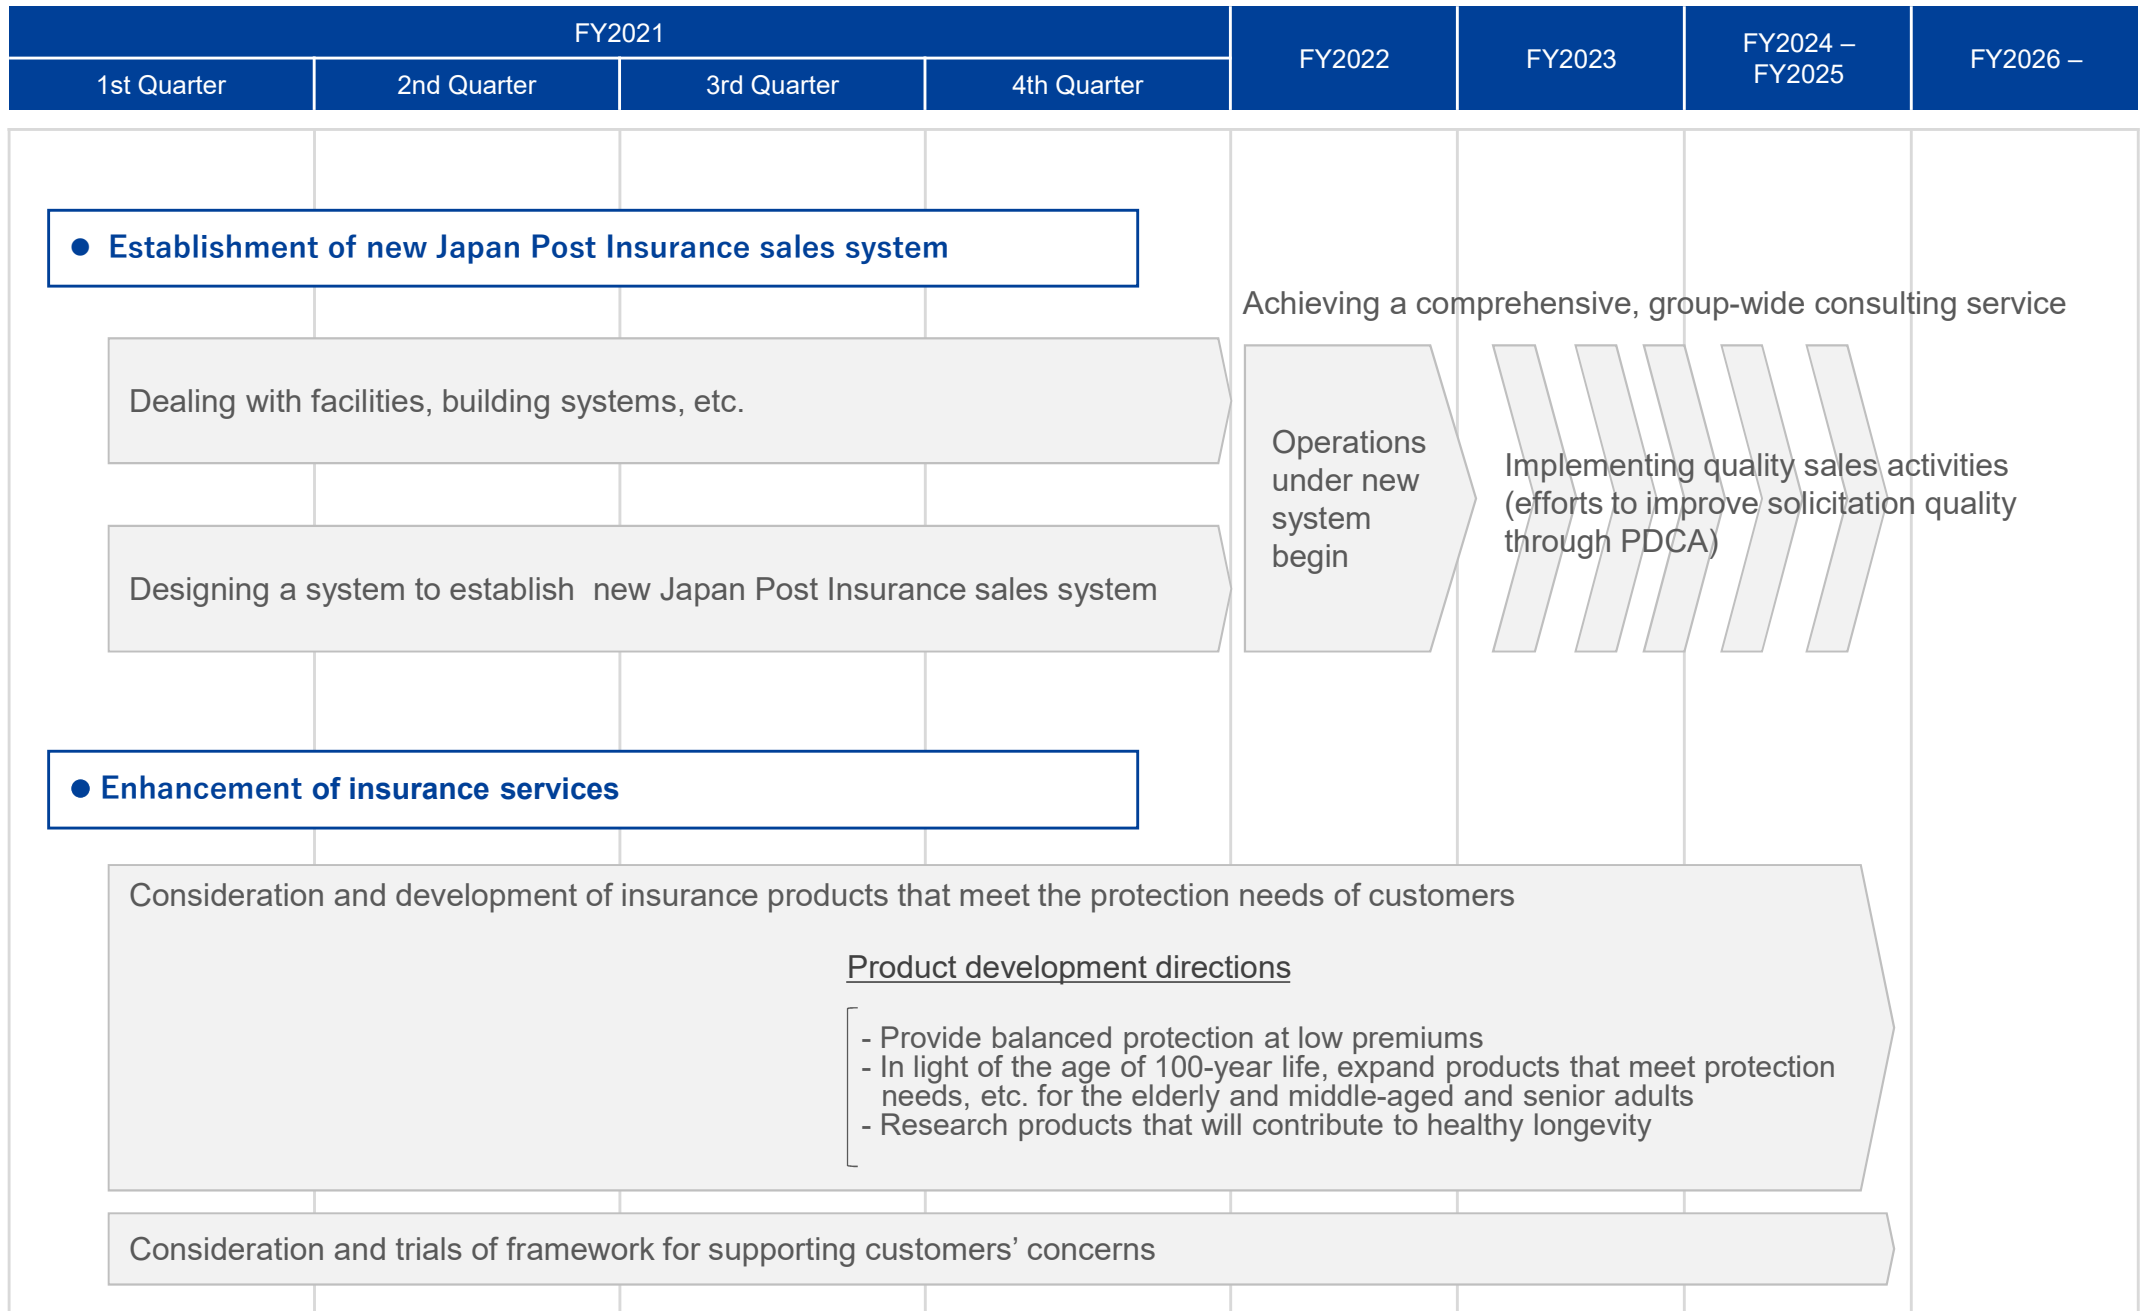 FY2021
1st Quarter
2nd Quarter
3rd Quarter
4th Quarter
FY2022
FY2023
FY2024 –
FY2025
FY2026 –
● Establishment of new Japan Post Insurance sales system
Achieving a comprehensive, group-wide consulting service
Dealing with facilities, building systems, etc.
Designing a system to establish  new Japan Post Insurance sales system
Operations
under new
system
begin
Implementing quality sales activities
(efforts to improve solicitation quality
through PDCA)
● Enhancement of insurance services
Consideration and development of insurance products that meet the protection needs of customers
Product development directions
- Provide balanced protection at low premiums
- In light of the age of 100-year life, expand products that meet protection
needs, etc. for the elderly and middle-aged and senior adults
- Research products that will contribute to healthy longevity
Consideration and trials of framework for supporting customers’ concerns